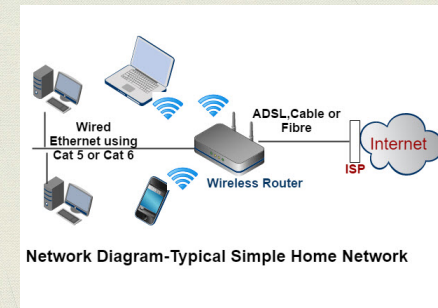 Wired
Ethernet using
Cat 5 or Cat 6
ADSL,Cable or
Fibre
Wireless Router
ISP
Internet
Network Diagram-Typical Simple Home Network